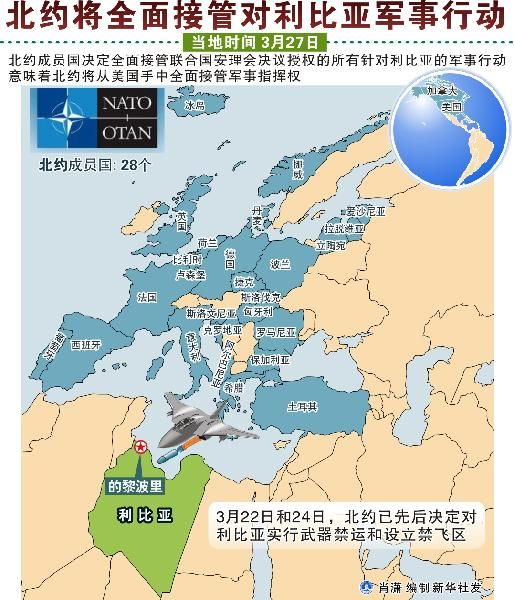 北约将全面接管对利比亚军事行动
当地时间 3月27日
北约成员国决定全面接管联合国安理会决议授权的所有针对利比亚的军事行动
意味着北约将从美国手中全面接管军事指挥权
NATO
OTAN
北约成员国: 28个
冰岛
加拿大
美国
挪威
英国
丹麦
爱沙尼亚
拉脱维亚
立陶宛
荷兰
比利时
德国
波兰
卢森堡
捷克
法国
斯洛伐克
斯洛文尼亚
匈牙利
克罗地亚
罗马尼亚
葡萄牙
西班牙
意大利
阿尔巴尼亚
保加利亚
希腊
土耳其
的黎波里
利比亚
3月22日和24日，北约已先后决定对
利比亚实行武器禁运和设立禁飞区
肖潇 编制 新华社发